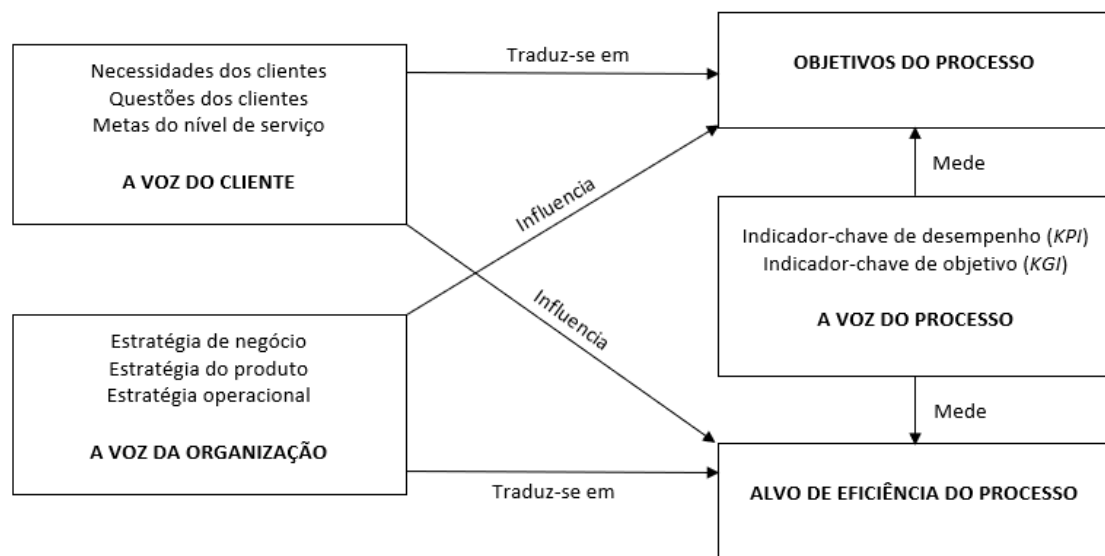 Necessidades dos clientes
Questões dos clientes
Metas do nível de serviço
A VOZ DO CLIENTE
Traduz-se em
OBJETIVOS DO PROCESSO
Influencia
Mede
Indicador-chave de desempenho (KPI)
Indicador-chave de objetivo (KGI)
A VOZ DO PROCESSO
Influencia
Estratégia de negócio
Estratégia do produto
Estratégia operacional
A VOZ DA ORGANIZAÇÃO
Mede
Traduz-se em
ALVO DE EFICIÊNCIA DO PROCESSO